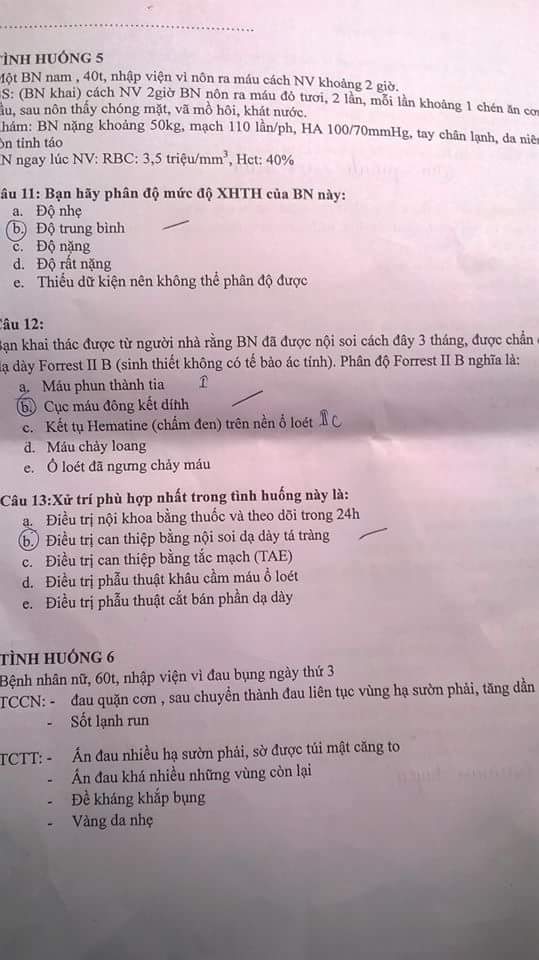 TÌNH HUỐNG 5
Một BN nam , 40t, nhập viện vì nôn ra máu cách NV khoảng 2 giờ.
S: (BN khai) cách NV 2giờ BN nôn ra máu đỏ tươi, 2 lần, mỗi lần khoảng 1 chén ăn cơm
sau nôn thấy chóng mặt, vã mồ hôi, khát nước.
khám: BN nặng khoảng 50kg, mạch 110 lần/ph, HA 100/70mmHg, tay chân lạnh, da niêm
tỉnh táo
N ngay lúc NV: RBC: 3,5 triệu/mm³, Hct: 40%
Câu 11: Bạn hãy phân độ mức độ XHTH của BN này:
a. Độ nhẹ
b. Độ trung bình
c. Độ nặng
d. Độ rất nặng
e. Thiếu dữ kiện nên không thể phân độ được
Câu 12:
Bạn khai thác được từ người nhà rằng BN đã được nội soi cách đây 3 tháng, được chẩn
dạ dày Forrest II B (sinh thiết không có tế bào ác tính). Phân độ Forrest II B nghĩa là:
a. Máu phun thành tia I
b. Cục máu đông kết dính
c. Kết tụ Hematine (chấm đen) trên nền ổ loét II C
d. Máu chảy loang
e. Ổ loét đã ngưng chảy máu
Câu 13:Xử trí phù hợp nhất trong tình huống này là:
a. Điều trị nội khoa bằng thuốc và theo dõi trong 24h
b. Điều trị can thiệp bằng nội soi dạ dày tá tràng
c. Điều trị can thiệp bằng tắc mạch (TAE)
d. Điều trị phẫu thuật khâu cầm máu ổ loét
e. Điều trị phẫu thuật cắt bán phần dạ dày
TÌNH HUỐNG 6
Bệnh nhân nữ, 60t, nhập viện vì đau bụng ngày thứ 3
TCCN: - đau quặn cơn , sau chuyển thành đau liên tục vùng hạ sườn phải, tăng dần
- Sốt lạnh run
TCTT: - Ấn đau nhiều hạ sườn phải, sờ được túi mật căng to
- Ấn đau khá nhiều những vùng còn lại
- Đề kháng khắp bụng
- Vàng da nhẹ